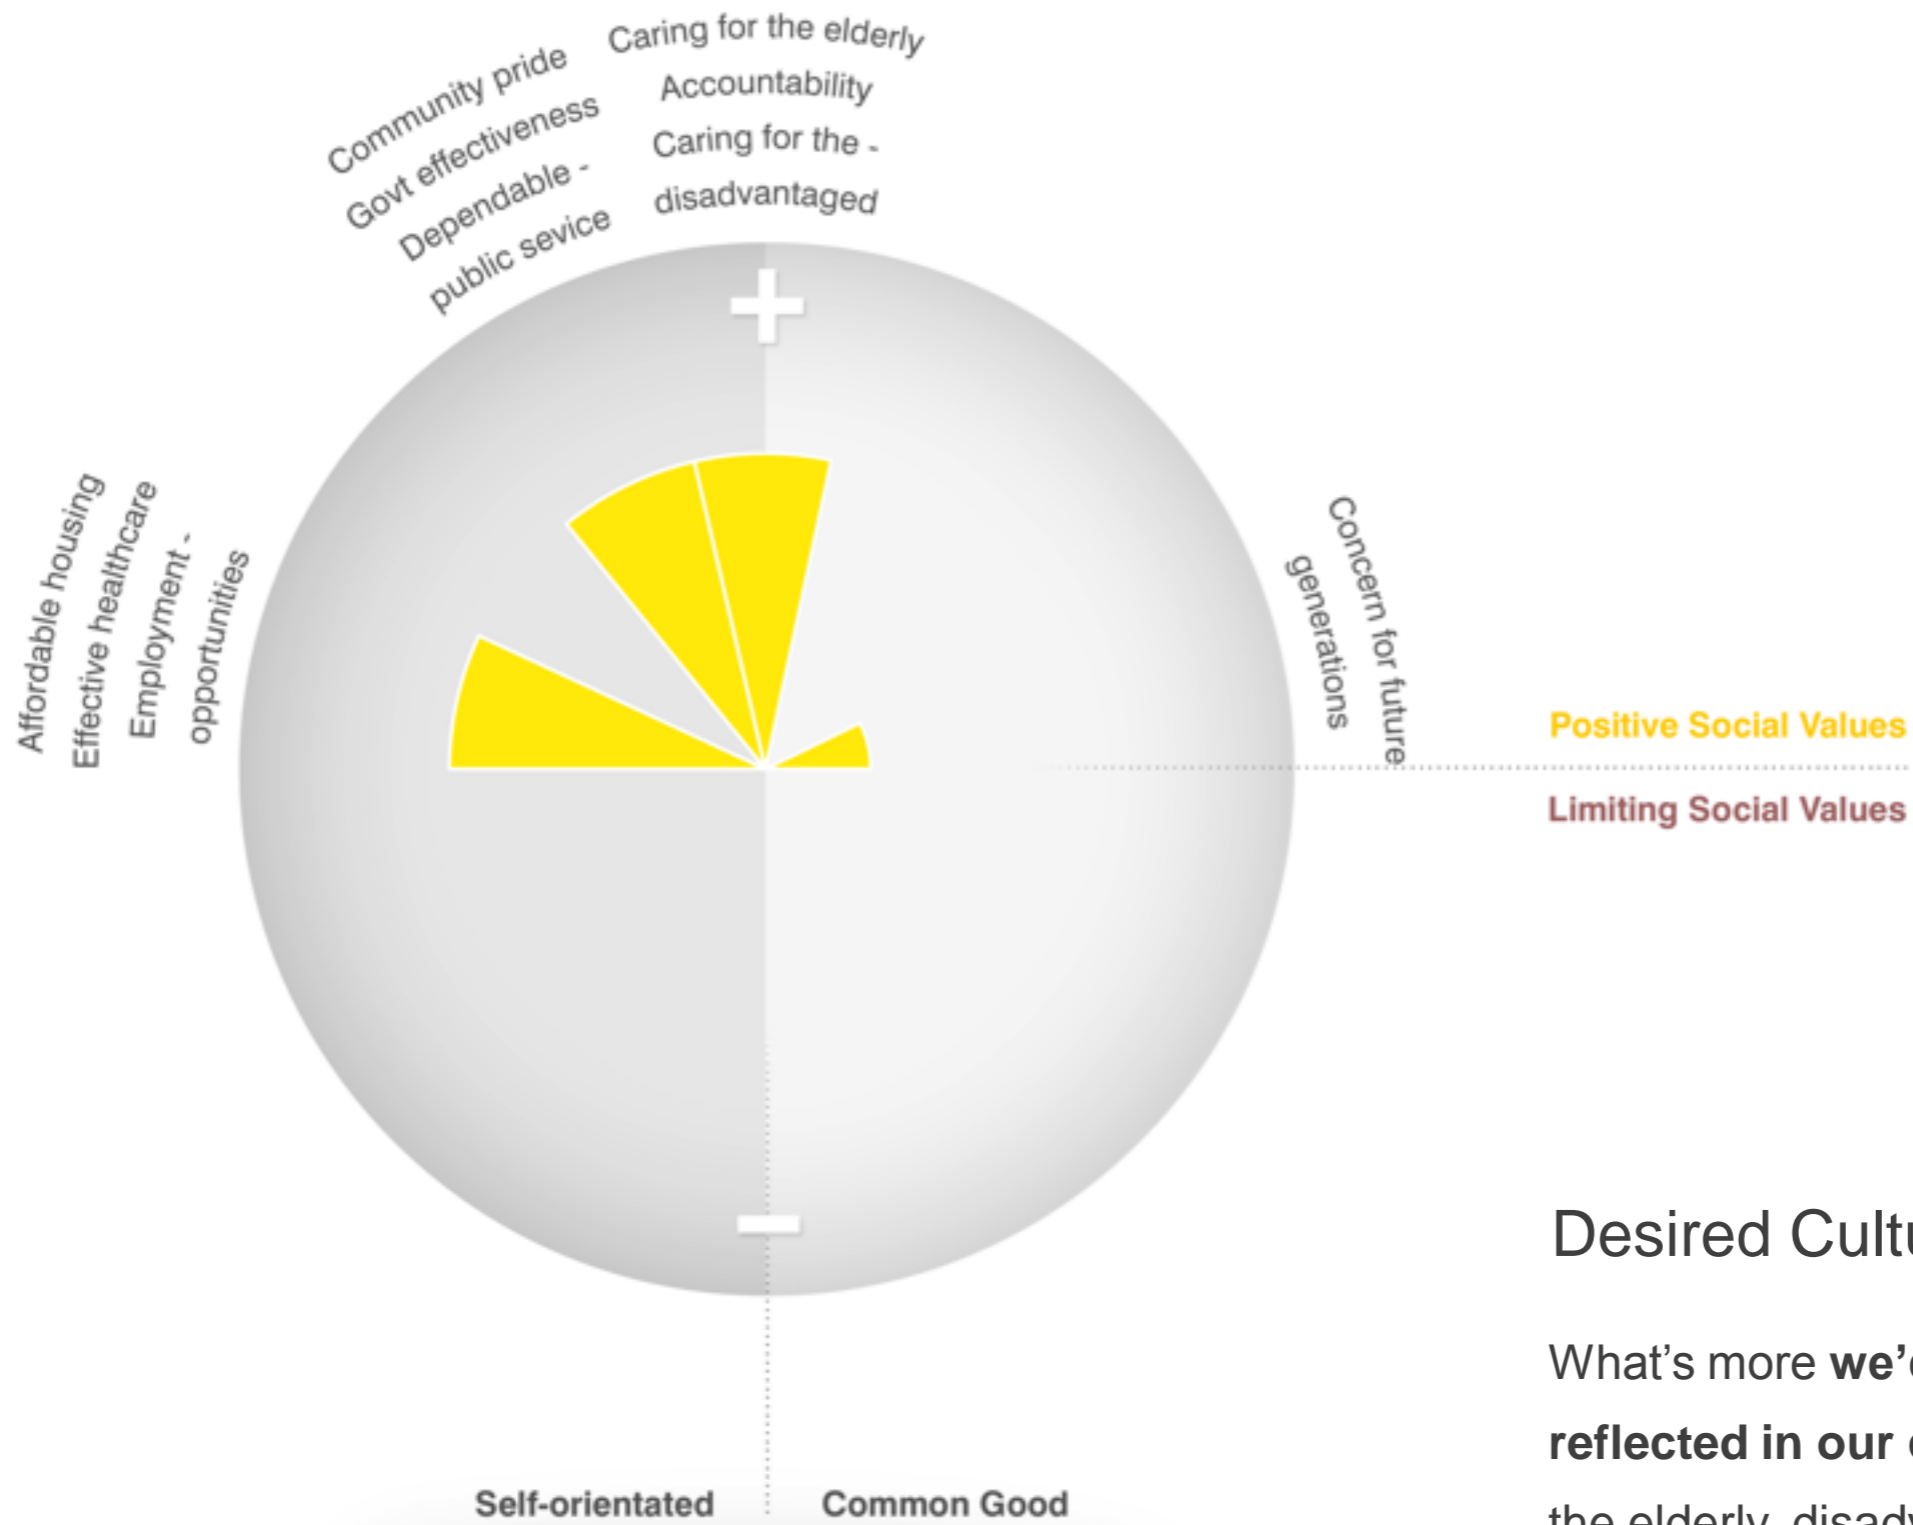 Caring for the elderly
Accountability
Caring for the -
disadvantaged
Community pride
Govt effectiveness
Dependable -
public sevice
Affordable housing
Effective healthcare
Employment -
opportunities
Concern for future
generations
Positive Social Values
Limiting Social Values
Self-orientated
Common Good
Desired
What's more
reflected in our
the elderly,